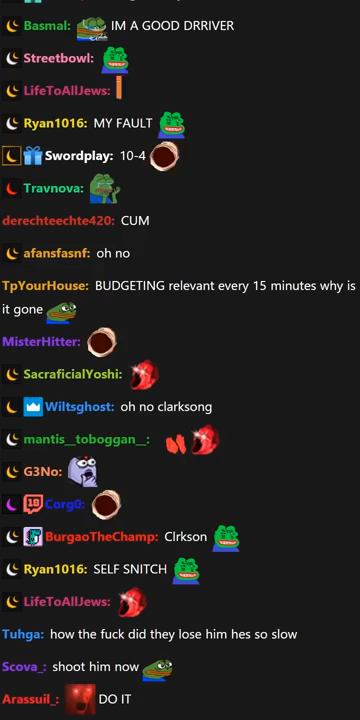 Basmal: IM A GOOD DRRIVER
Streetbowl:
LifeToAllJews:
Ryan1016: MY FAULT
Swordplay: 10-4
Travnova:
derechteechte420: CUM
afansfasnf: oh no
TpYourHouse: BUDGETING relevant every 15 minutes why is
it gone
MisterHitter:
SacraficialYoshi:
Wiltsghost: oh no clarksong
mantis__toboggan__:
G3No:
18 Corg0:
BurgaoTheChamp: Clrkson
Ryan1016: SELF SNITCH
LifeToAllJews:
Tuhga: how the fuck did they lose him hes so slow
Scova_: shoot him now
Arassuil_: DO IT